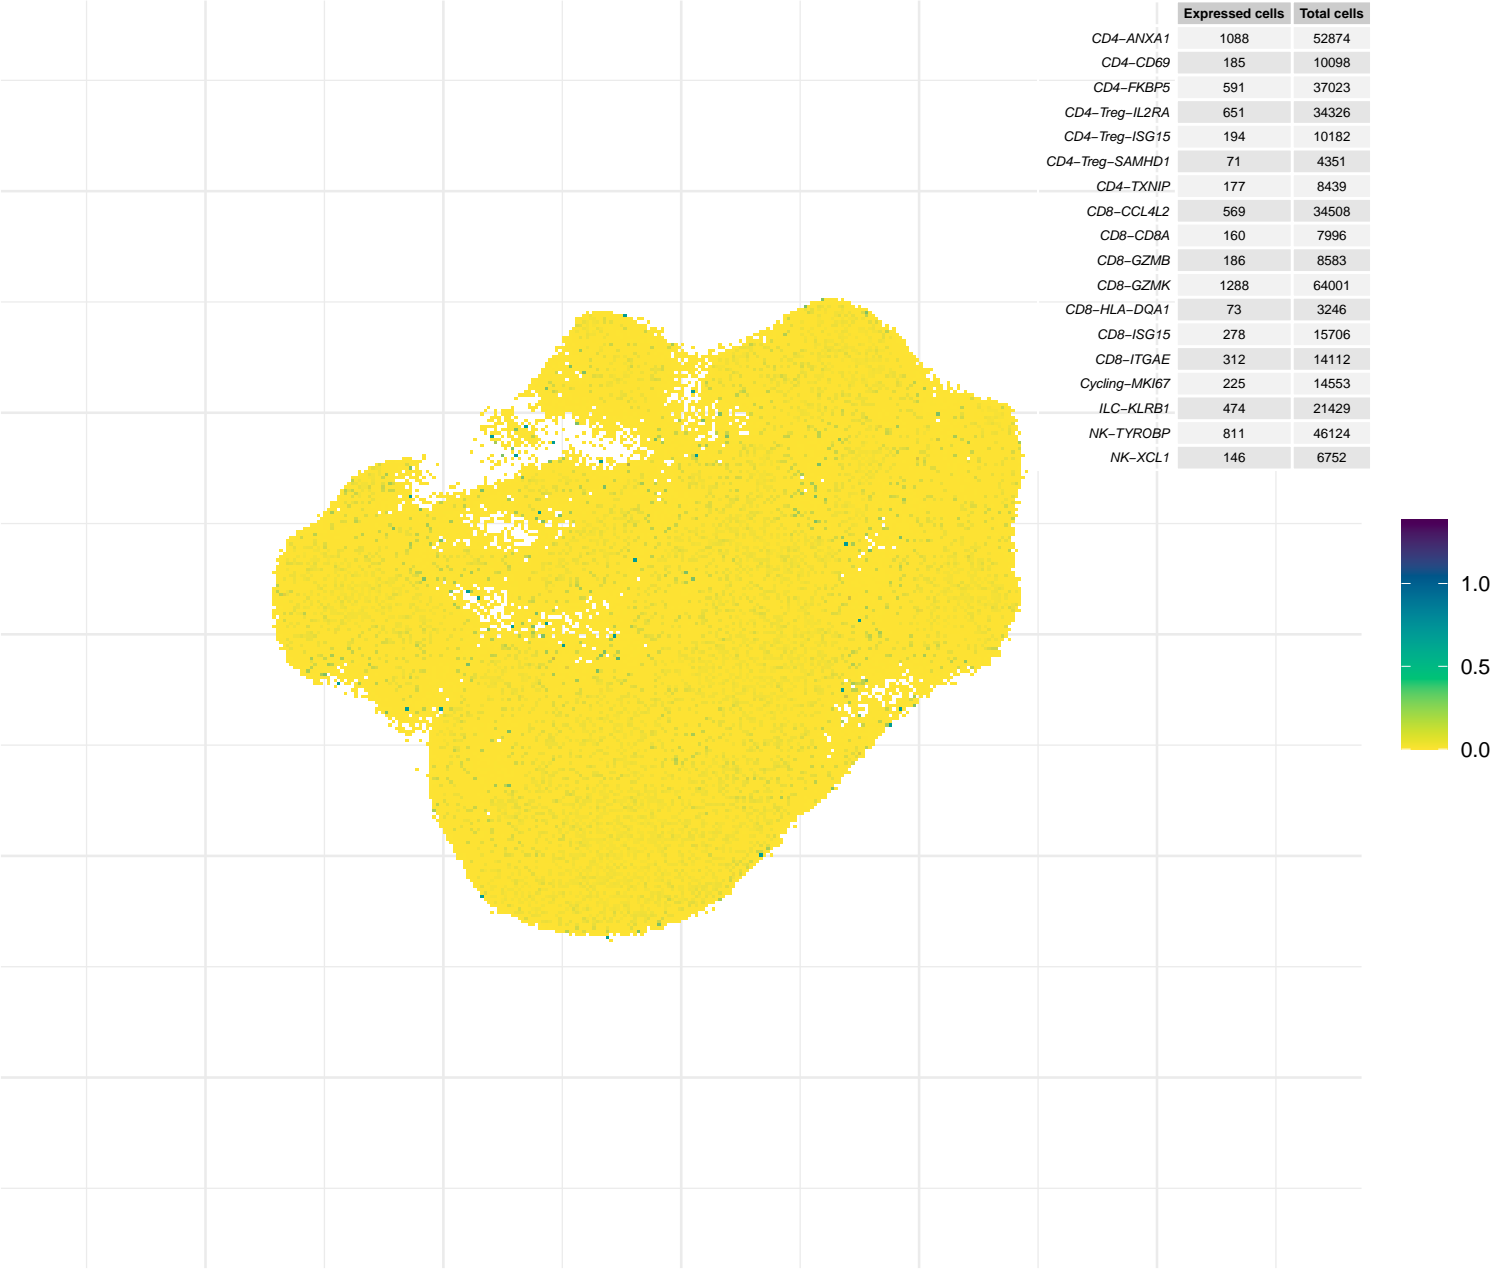 Expressed cells Total cells
CD4−ANXA1 1088 52874
CD4−CD69 185 10098
CD4−FKBP5 591 37023
CD4−Treg−IL2RA 651 34326
CD4−Treg−ISG15 194 10182
CD4−Treg−SAMHD1 71 4351
CD4−TXNIP 177 8439
CD8−CCL4L2 569 34508
CD8−CD8A 160 7996
CD8−GZMB 186 8583
CD8−GZMK 1288 64001
CD8−HLA−DQA1 73 3246
CD8−ISG15 278 15706
CD8−ITGAE 312 14112
Cycling−MKI67 225 14553
ILC−KLRB1 474 21429
NK−TYROBP 811 46124
NK−XCL1 146 6752
1.0
0.5
0.0